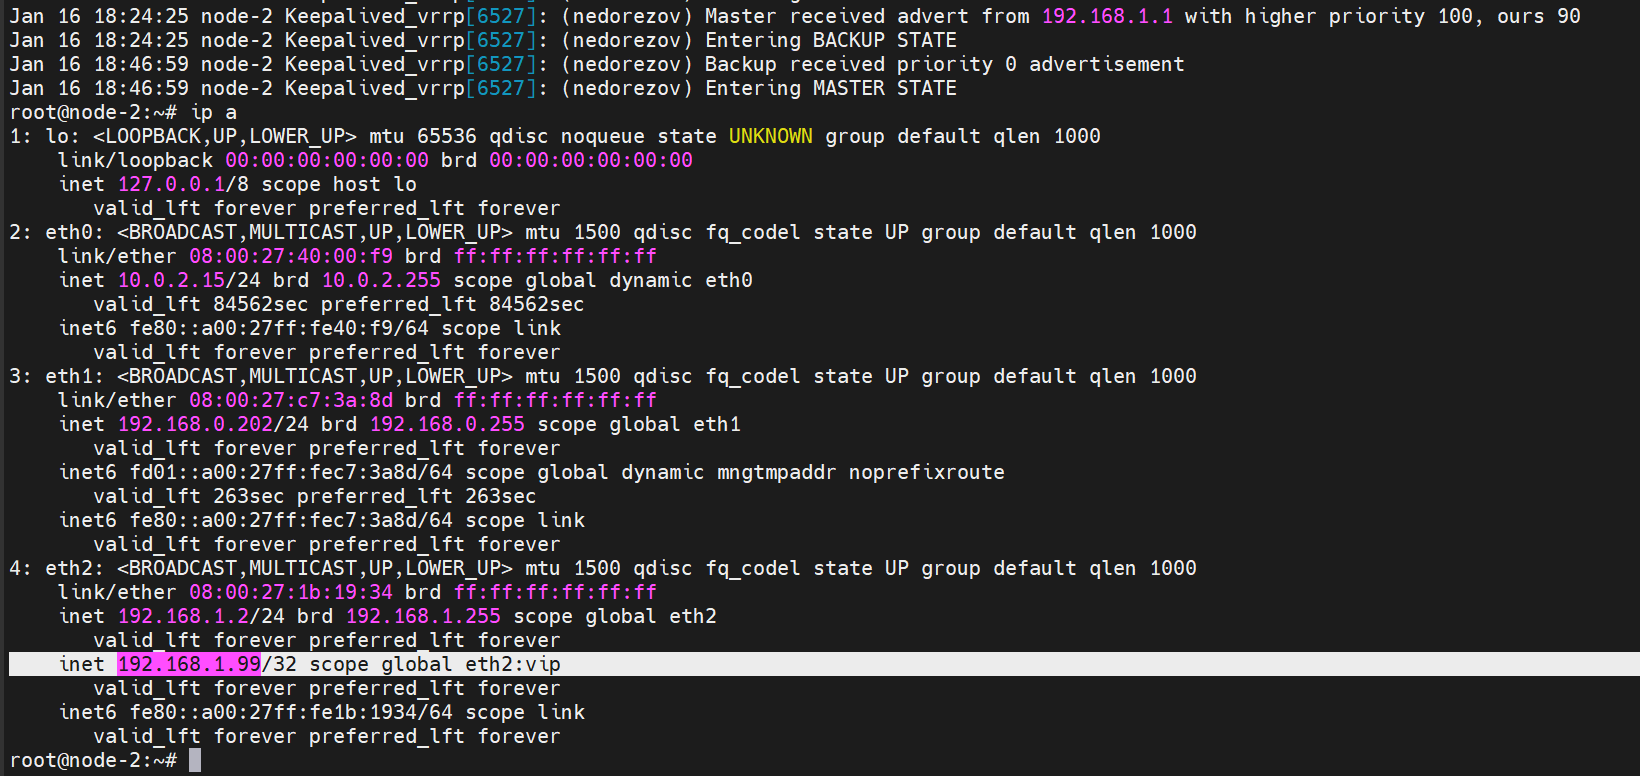 Jan 16 18:24:25 node-2 Keepalived_vrrp[6527]: (nedorezov) Master received advert from 192.168.1.1 with higher priority 100, ours 90
Jan 16 18:24:25 node-2 Keepalived_vrrp[6527]: (nedorezov) Entering BACKUP STATE
Jan 16 18:46:59 node-2 Keepalived_vrrp[6527]: (nedorezov) Backup received priority 0 advertisement
Jan 16 18:46:59 node-2 Keepalived_vrrp[6527]: (nedorezov) Entering MASTER STATE
root@node-2:~# ip a
1: lo: <LOOPBACK,UP,LOWER_UP> mtu 65536 qdisc noqueue state UNKNOWN group default qlen 1000
    link/loopback 00:00:00:00:00:00 brd 00:00:00:00:00:00
    inet 127.0.0.1/8 scope host lo
       valid_lft forever preferred_lft forever
2: eth0: <BROADCAST,MULTICAST,UP,LOWER_UP> mtu 1500 qdisc fq_codel state UP group default qlen 1000
    link/ether 08:00:27:40:00:f9 brd ff:ff:ff:ff:ff:ff
    inet 10.0.2.15/24 brd 10.0.2.255 scope global dynamic eth0
       valid_lft 84562sec preferred_lft 84562sec
    inet6 fe80::a00:27ff:fe40:f9/64 scope link
       valid_lft forever preferred_lft forever
3: eth1: <BROADCAST,MULTICAST,UP,LOWER_UP> mtu 1500 qdisc fq_codel state UP group default qlen 1000
    link/ether 08:00:27:c7:3a:8d brd ff:ff:ff:ff:ff:ff
    inet 192.168.0.202/24 brd 192.168.0.255 scope global eth1
       valid_lft forever preferred_lft forever
    inet6 fd01::a00:27ff:fec7:3a8d/64 scope global dynamic mngtmpaddr noprefixroute
       valid_lft 263sec preferred_lft 263sec
    inet6 fe80::a00:27ff:fec7:3a8d/64 scope link
       valid_lft forever preferred_lft forever
4: eth2: <BROADCAST,MULTICAST,UP,LOWER_UP> mtu 1500 qdisc fq_codel state UP group default qlen 1000
    link/ether 08:00:27:1b:19:34 brd ff:ff:ff:ff:ff:ff
    inet 192.168.1.2/24 brd 192.168.1.255 scope global eth2
       valid_lft forever preferred_lft forever
    inet 192.168.1.99/32 scope global eth2:vip
       valid_lft forever preferred_lft forever
    inet6 fe80::a00:27ff:fe1b:1934/64 scope link
       valid_lft forever preferred_lft forever
root@node-2:~#